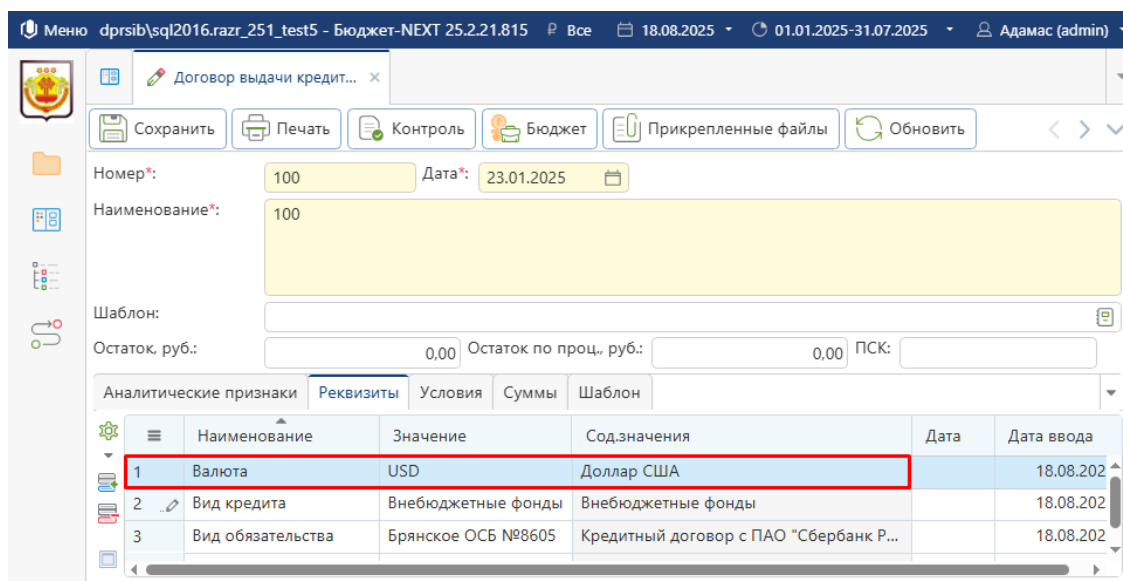 Меню dprsib\sql2016.razr_251_test5 - Бюджет-NEXT 25.2.21.815 ₽ Все 18.08.2025 01.01.2025-31.07.2025 Адамас (admin)
Договор выдачи кредит... ×
Сохранить Печать Контроль Бюджет Прикрепленные файлы Обновить
Номер*: 100 Дата*: 23.01.2025
Наименование*: 100
Шаблон:
Остаток, руб.: 0,00 Остаток по проц., руб.: 0,00 ПСК:
Аналитические признаки Реквизиты Условия Суммы Шаблон
Наименование Значение Сод.значения Дата Дата ввода
1 Валюта USD Доллар США 18.08.202
2 Вид кредита Внебюджетные фонды Внебюджетные фонды 18.08.202
3 Вид обязательства Брянское ОСБ №8605 Кредитный договор с ПАО "Сбербанк Р... 18.08.202